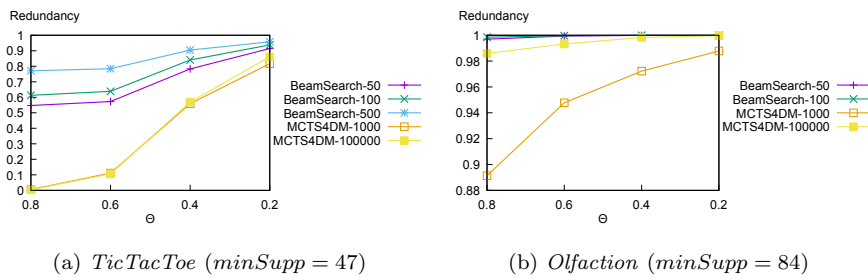 Redundancy
1
0.9
0.8
0.7
0.6
0.5
0.4
0.3
0.2
0.1
0
0.8 0.6 0.4 0.2
Θ
BeamSearch-50
BeamSearch-100
BeamSearch-500
MCTS4DM-1000
MCTS4DM-100000
(a) TicTacToe (minSupp = 47)
Redundancy
1
0.98
0.96
0.94
0.92
0.9
0.88
0.8 0.6 0.4 0.2
Θ
BeamSearch-50
BeamSearch-100
MCTS4DM-1000
MCTS4DM-100000
(b) Olfaction (minSupp = 84)